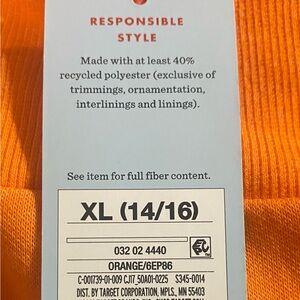 RESPONSIBLE
STYLE
Made with at least 40%
recycled polyester (exclusive of
trimmings, ornamentation,
interlinings and linings).
See item for full fiber content.
XL (14/16)
032 02 4440
ORANGE/6EP86
C-001739-01-009 CJ17_50A01-0225 S345-0014
DIST. BY TARGET CORPORATION, MPLS., MN 55403